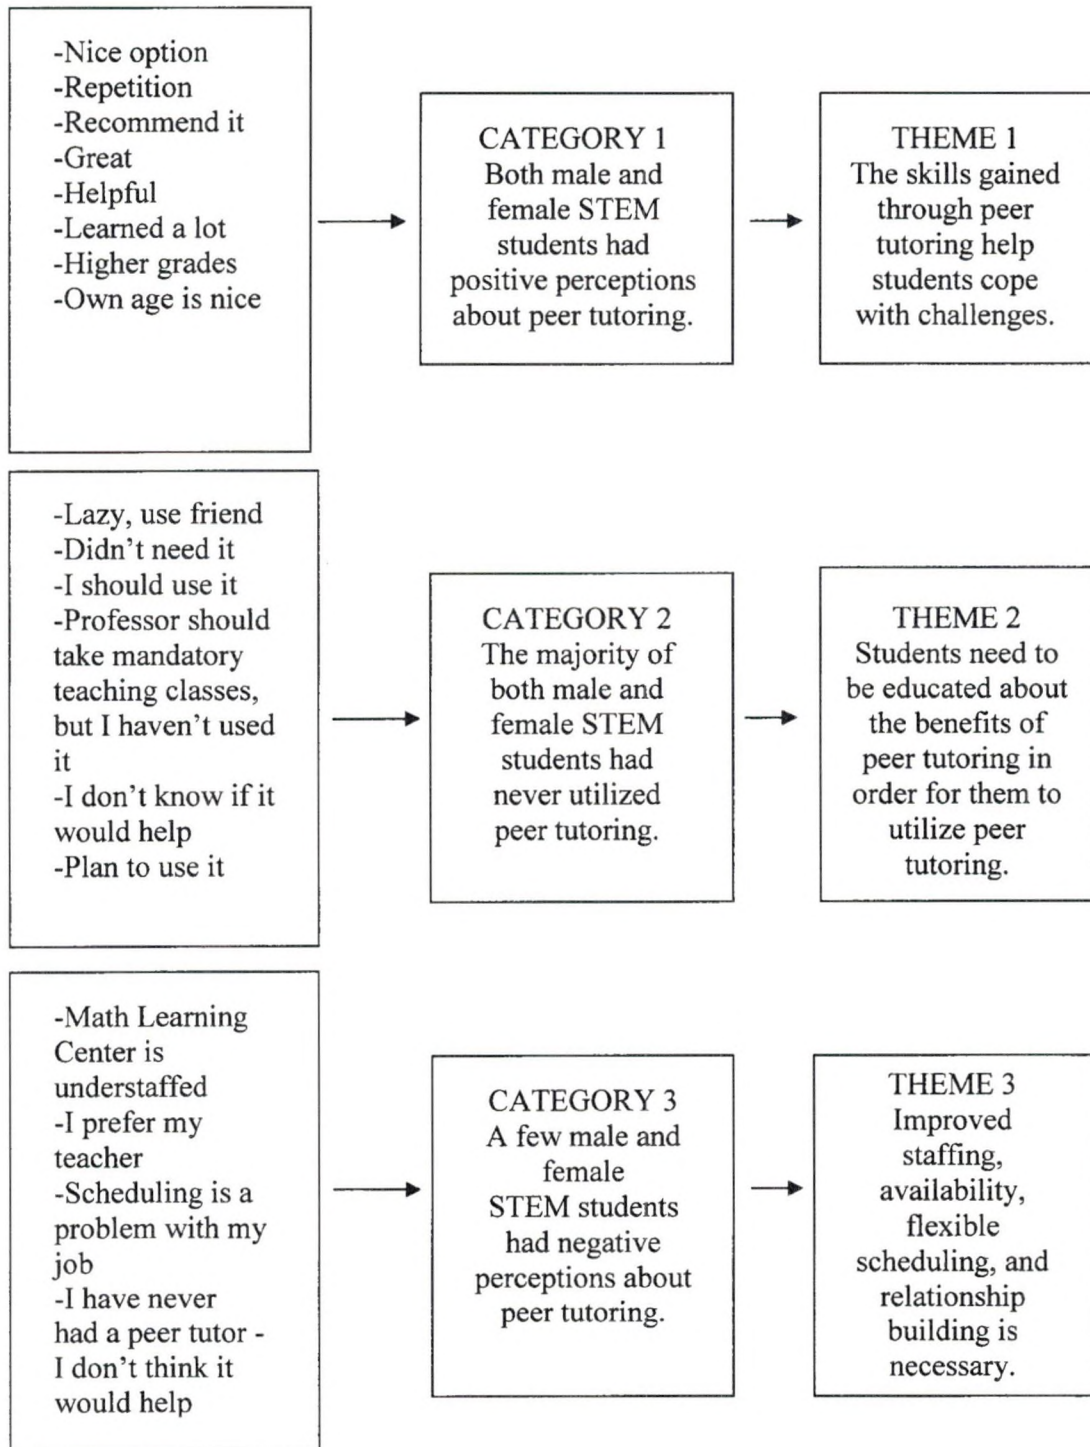 -Nice option
-Repetition
-Recommend it
-Great
-Helpful
-Learned a lot
-Higher grades
-Own age is nice
CATEGORY 1
Both male and
female STEM
students had
positive perceptions
about peer tutoring.
THEME 1
The skills gained
through peer
tutoring help
students cope
with challenges.
-Lazy, use friend
-Didn't need it
-I should use it
-Professor should
take mandatory
teaching classes,
but I haven't used
it
-I don't know if it
would help
-Plan to use it
CATEGORY 2
The majority of
both male and
female STEM
students had
never utilized
peer tutoring.
THEME 2
Students need to
be educated about
the benefits of
peer tutoring in
order for them to
utilize peer
tutoring.
-Math Learning
Center is
understaffed
-I prefer my
teacher
-Scheduling is a
problem with my
job
-I have never
had a peer tutor -
I don't think it
would help
CATEGORY 3
A few male and
female
STEM students
had negative
perceptions about
peer tutoring.
THEME 3
Improved
staffing,
availability,
flexible
scheduling, and
relationship
building is
necessary.